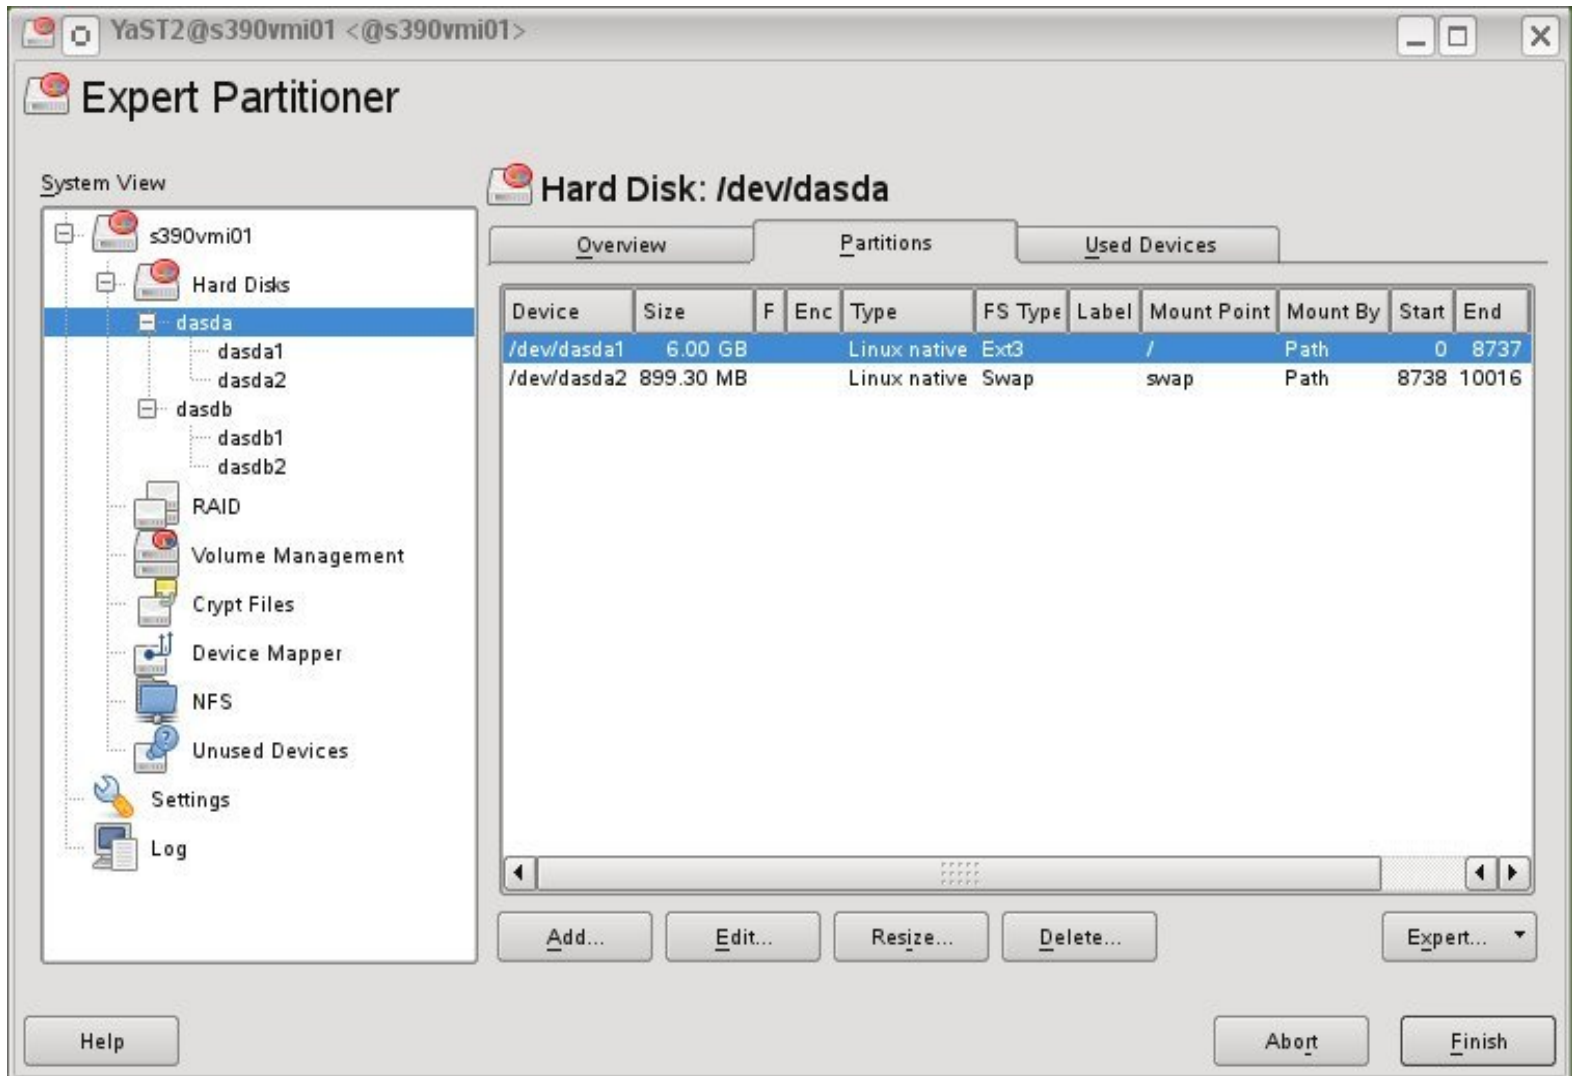 YaST2@s390vmi01 <@s390vmi01>
Expert Partitioner
System View
s390vmi01
Hard Disks
dasda
dasda1
dasda2
dasdb
dasdb1
dasdb2
RAID
Volume Management
Crypt Files
Device Mapper
NFS
Unused Devices
Settings
Log
Hard Disk: /dev/dasda
Overview Partitions Used Devices
Device Size F Enc Type FS Type Label Mount Point Mount By Start End
/dev/dasda1 6.00 GB Linux native Ext3 / Path 0 8737
/dev/dasda2 899.30 MB Linux native Swap swap Path 8738 10016
Add... Edit... Resize... Delete... Expert...
Help Abort Finish